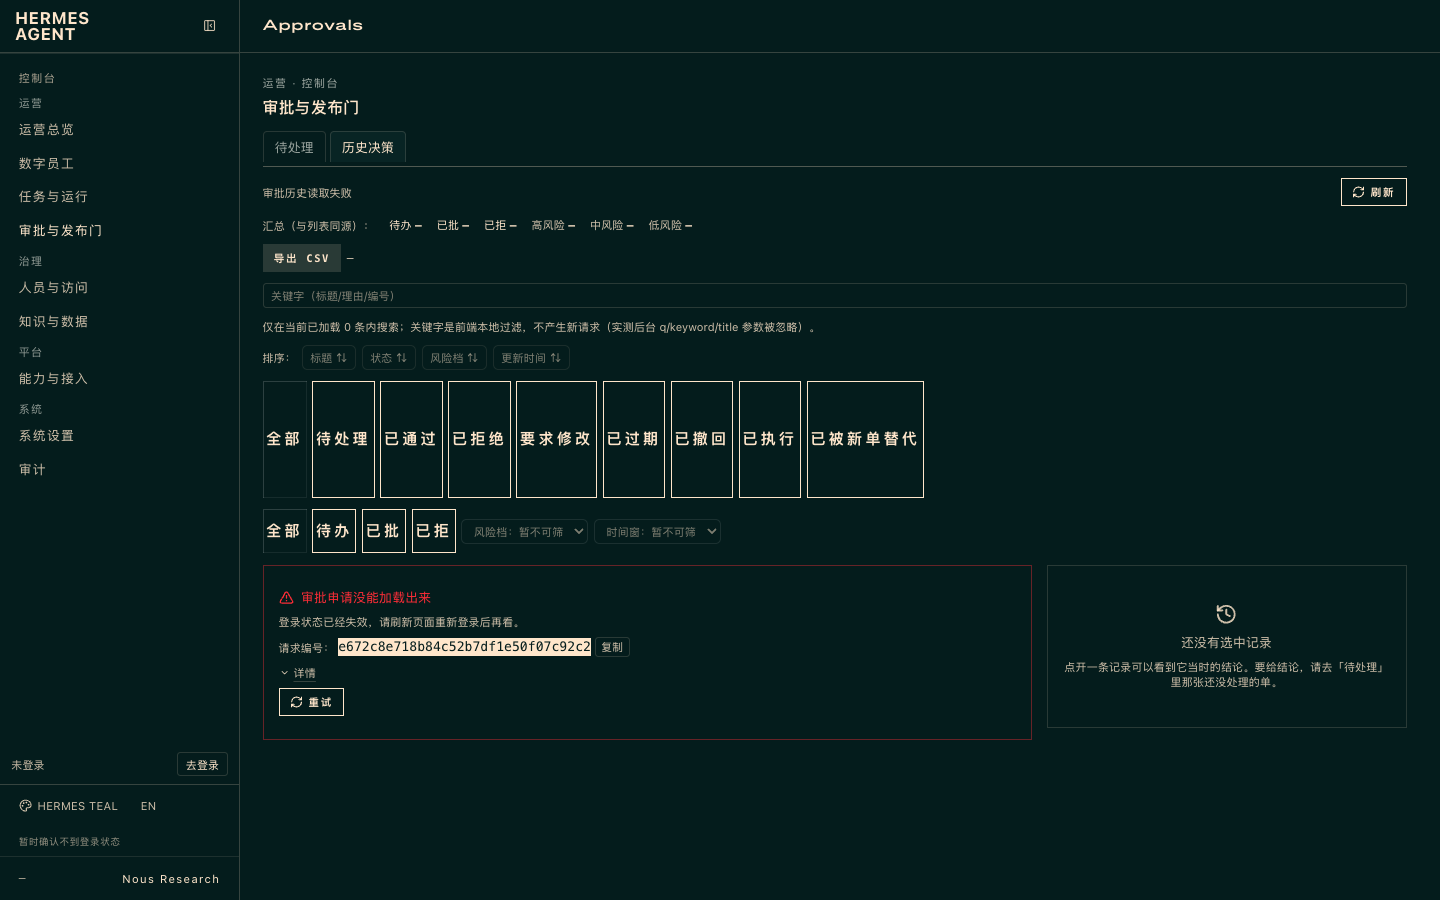 HERMES
AGENT
Approvals
控制台
运营
运营总览
数字员工
任务与运行
审批与发布门
治理
人员与访问
知识与数据
平台
能力与接入
系统
系统设置
审计
未登录
去登录
HERMES TEAL EN
暂时确认不到登录状态
– Nous Research
运营 · 控制台
审批与发布门
待处理 历史决策
审批历史读取失败
刷新
汇总（与列表同源）： 待办 – 已批 – 已拒 – 高风险 – 中风险 – 低风险 –
导出 CSV –
关键字（标题/理由/编号）
仅在当前已加载 0 条内搜索；关键字是前端本地过滤，不产生新请求（实测后台 q/keyword/title 参数被忽略）。
排序： 标题 ⇅ 状态 ⇅ 风险档 ⇅ 更新时间 ⇅
全部 待处理 已通过 已拒绝 要求修改 已过期 已撤回 已执行 已被新单替代
全部 待办 已批 已拒 风险档：暂不可筛 时间窗：暂不可筛
审批申请没能加载出来
登录状态已经失效，请刷新页面重新登录后再看。
请求编号： e672c8e718b84c52b7df1e50f07c92c2 复制
详情
重试
还没有选中记录
点开一条记录可以看到它当时的结论。要给结论，请去「待处理」
里那张还没处理的单。